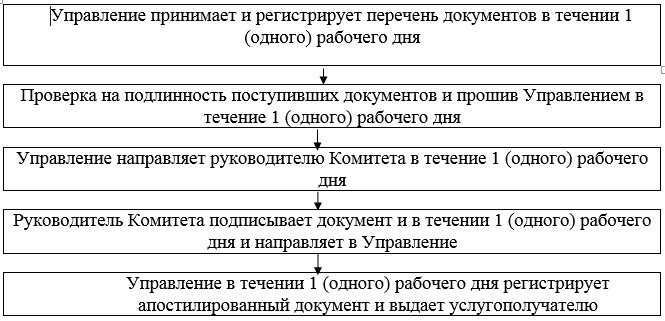 Управление принимает и регистрирует перечень документов в течении 1
(одного) рабочего дня
Проверка на подлинность поступивших документов и прошив Управлением в
течение 1 (одного) рабочего дня
Управление направляет руководителю Комитета в течение 1 (одного) рабочего
дня
Руководитель Комитета подписывает документ и в течении 1 (одного) рабочего
дня и направляет в Управление
Управление в течении 1 (одного) рабочего дня регистрирует
апостилированный документ и выдает услугополучателю